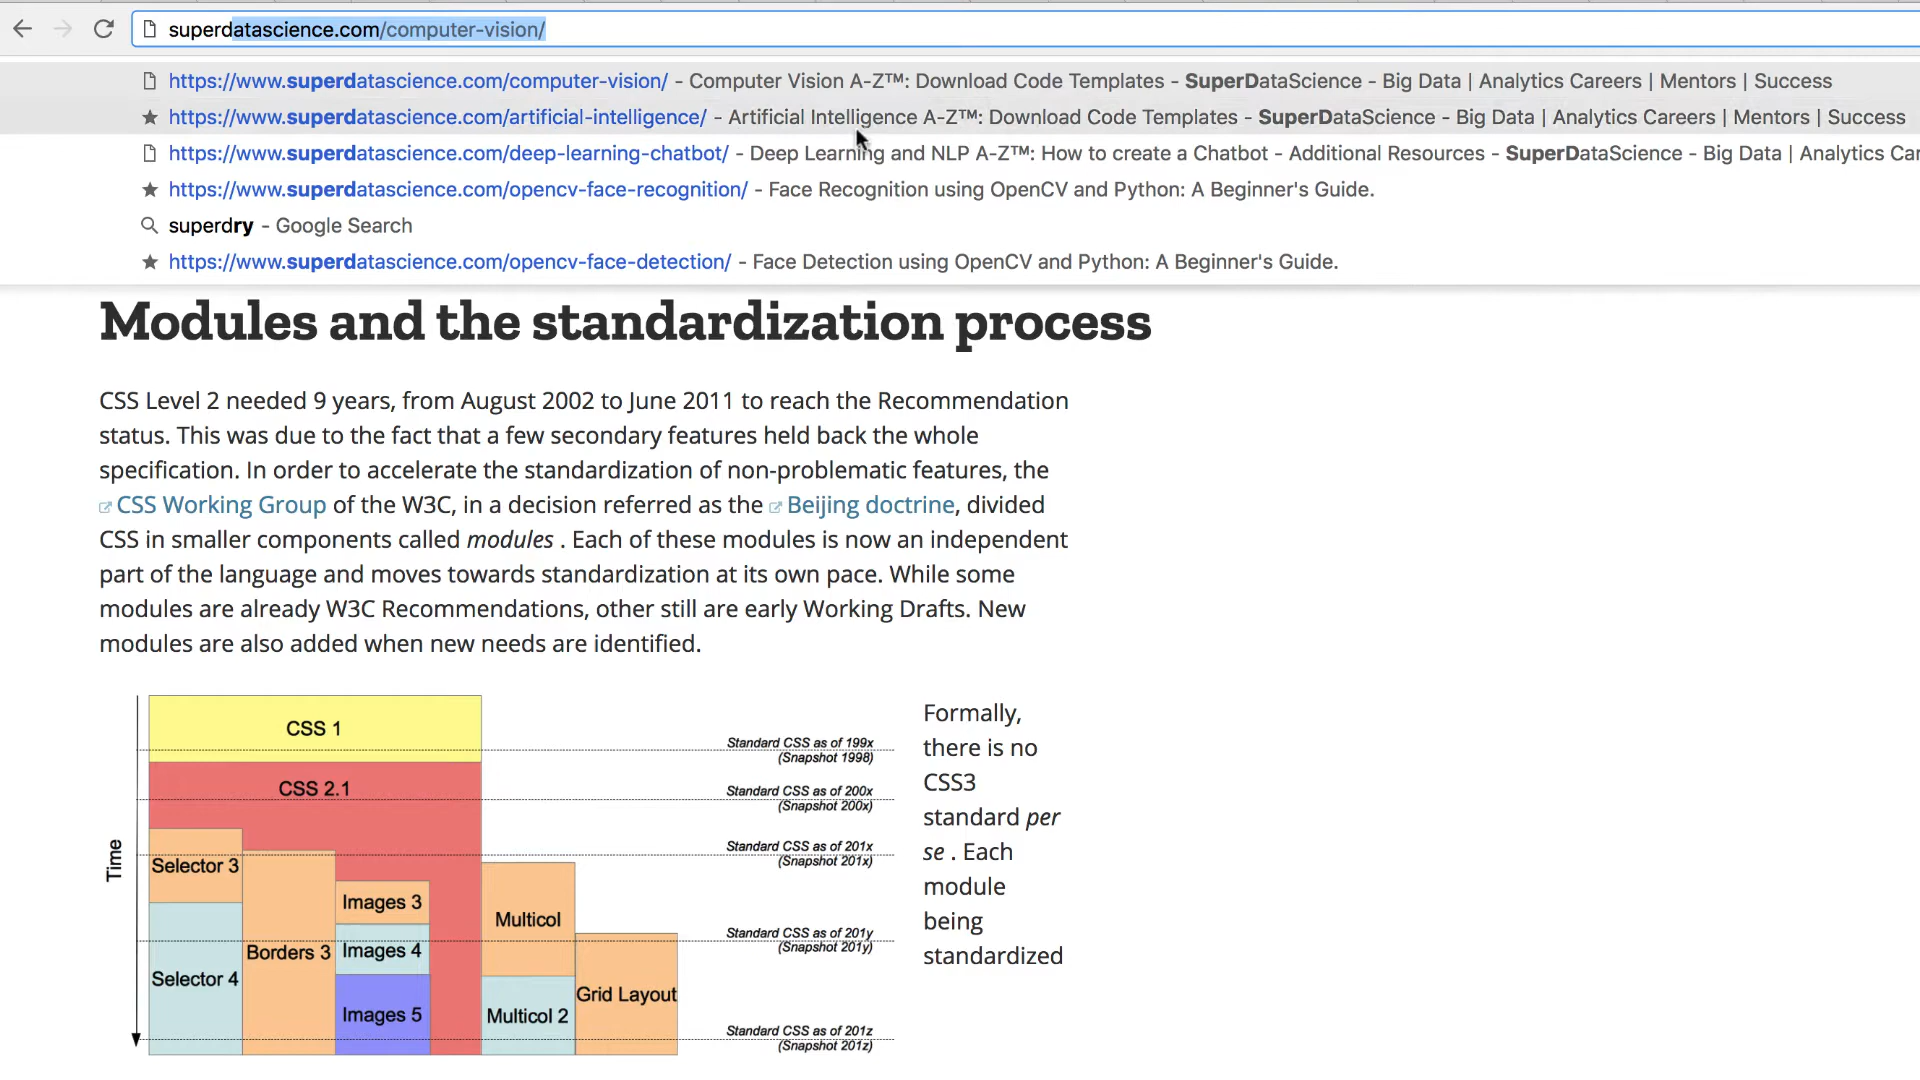 superdatascience.com/computer-vision/
https://www.superdatascience.com/computer-vision/ - Computer Vision A-Z™: Download Code Templates - SuperDataScience - Big Data | Analytics Careers | Mentors | Success
https://www.superdatascience.com/artificial-intelligence/ - Artificial Intelligence A-Z™: Download Code Templates - SuperDataScience - Big Data | Analytics Careers | Mentors | Success
https://www.superdatascience.com/deep-learning-chatbot/ - Deep Learning and NLP A-Z™: How to create a Chatbot - Additional Resources - SuperDataScience - Big Data | Analytics Car
https://www.superdatascience.com/opencv-face-recognition/ - Face Recognition using OpenCV and Python: A Beginner's Guide.
superdry - Google Search
https://www.superdatascience.com/opencv-face-detection/ - Face Detection using OpenCV and Python: A Beginner's Guide.
Modules and the standardization process
CSS Level 2 needed 9 years, from August 2002 to June 2011 to reach the Recommendation
status. This was due to the fact that a few secondary features held back the whole
specification. In order to accelerate the standardization of non-problematic features, the
CSS Working Group of the W3C, in a decision referred as the Beijing doctrine, divided
CSS in smaller components called modules . Each of these modules is now an independent
part of the language and moves towards standardization at its own pace. While some
modules are already W3C Recommendations, other still are early Working Drafts. New
modules are also added when new needs are identified.
Time
CSS 1
CSS 2.1
Selector 3
Selector 4
Borders 3
Images 3
Images 4
Images 5
Multicol
Multicol 2
Grid Layout
Standard CSS as of 199x
(Snapshot 1998)
Standard CSS as of 200x
(Snapshot 200x)
Standard CSS as of 201x
(Snapshot 201x)
Standard CSS as of 201y
(Snapshot 201y)
Standard CSS as of 201z
(Snapshot 201z)
Formally,
there is no
CSS3
standard per
se . Each
module
being
standardized